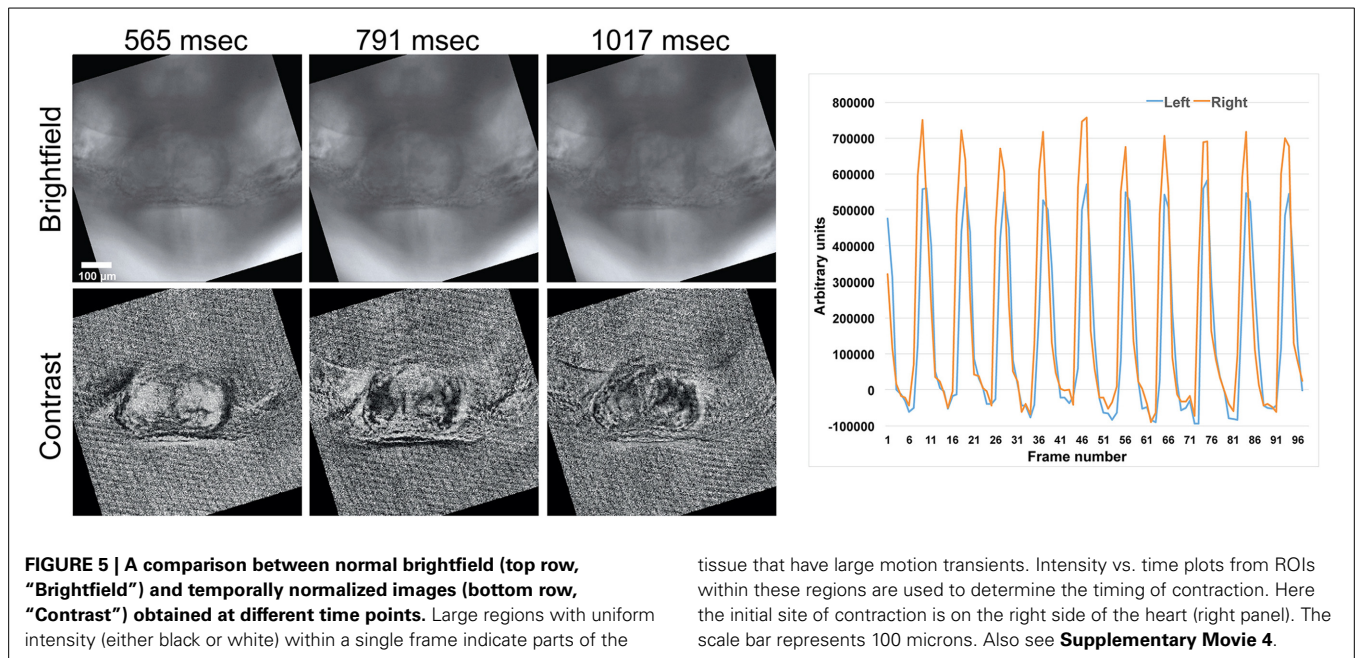 565 msec
791 msec
1017 msec
Brightfield
100 µm
Contrast
Left
Right
800000
700000
600000
500000
400000
300000
200000
100000
0
-100000
Arbitrary units
1 6 11 16 21 26 31 36 41 46 51 56 61 66 71 76 81 86 91 96
Frame number
FIGURE 5 | A comparison between normal brightfield (top row,
“Brightfield”) and temporally normalized images (bottom row,
“Contrast”) obtained at different time points. Large regions with uniform
intensity (either black or white) within a single frame indicate parts of the
tissue that have large motion transients. Intensity vs. time plots from ROIs
within these regions are used to determine the timing of contraction. Here
the initial site of contraction is on the right side of the heart (right panel). The
scale bar represents 100 microns. Also see Supplementary Movie 4.